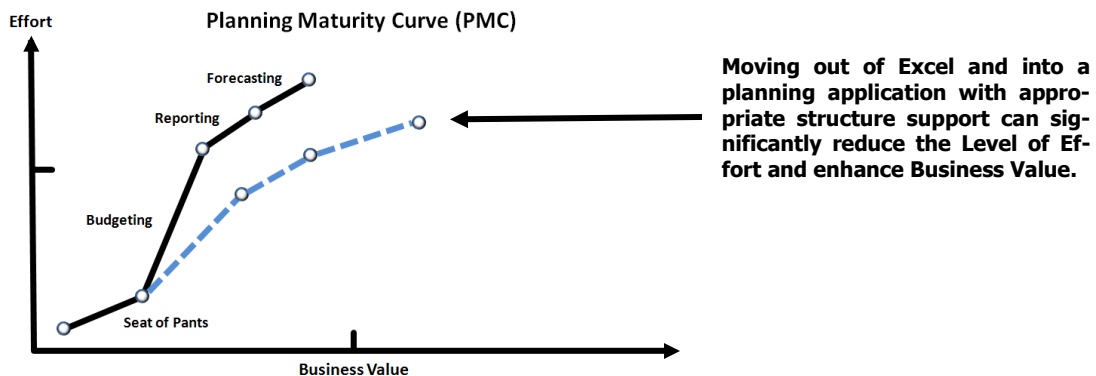 Effort
Planning Maturity Curve (PMC)
Forecasting
Reporting
Budgeting
Seat of Pants
Business Value
Moving out of Excel and into a
planning application with appro-
priate structure support can sig-
nificantly reduce the Level of Ef-
fort and enhance Business Value.